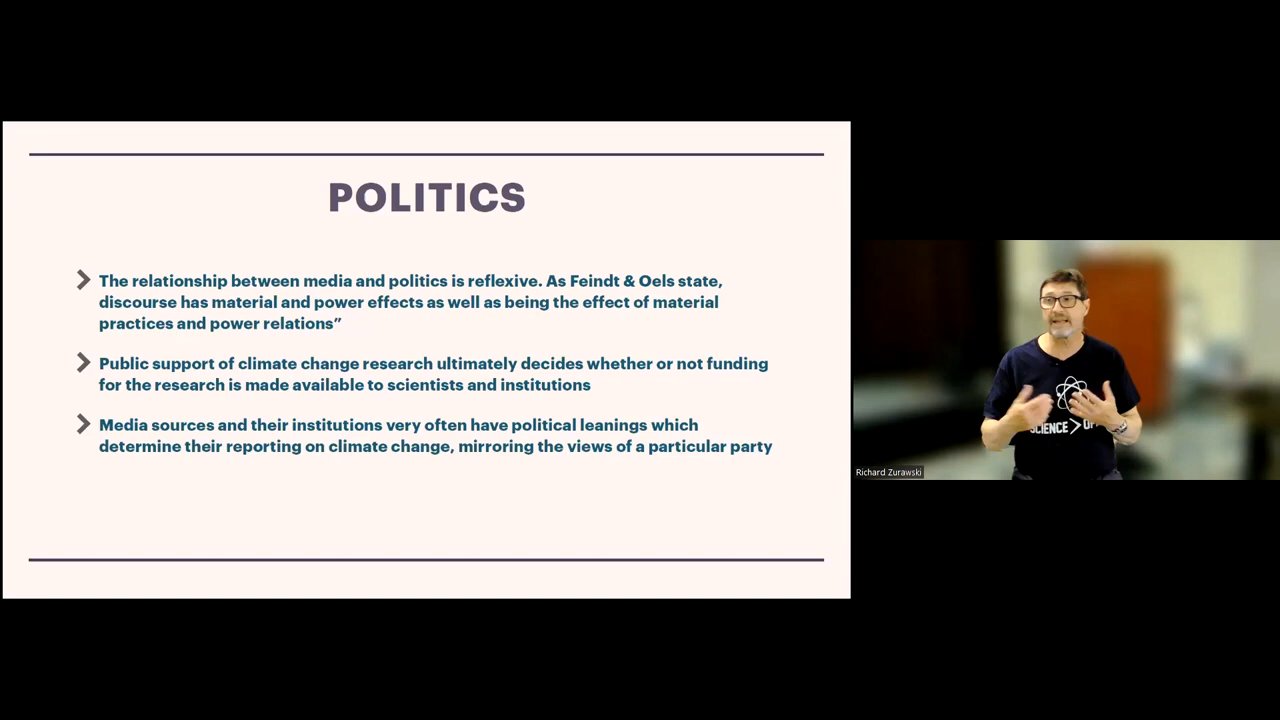 POLITICS
The relationship between media and politics is reflexive. As Feindt & Oels state,
discourse has material and power effects as well as being the effect of material
practices and power relations”
Public support of climate change research ultimately decides whether or not funding
for the research is made available to scientists and institutions
Media sources and their institutions very often have political leanings which
determine their reporting on climate change, mirroring the views of a particular party
SCIENCE >
Richard Zurawski